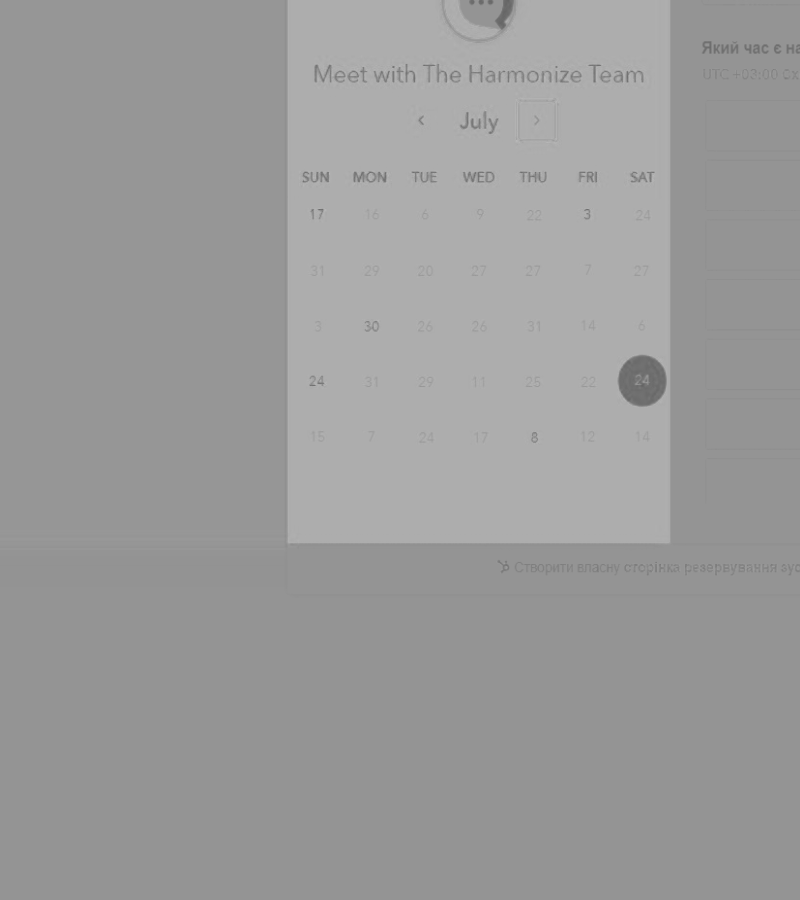 Який час є
Meet with The Harmonize Team
UTC +03:00
July
SUN MON TUE WED THU FRI SAT
17 16 6 9 22 3 24
31 29 20 27 27 7 27
3 30 26 26 31 14 6
24 31 29 11 25 22 24
15 7 24 17 8 12 14
Створити власну сторінка резервування